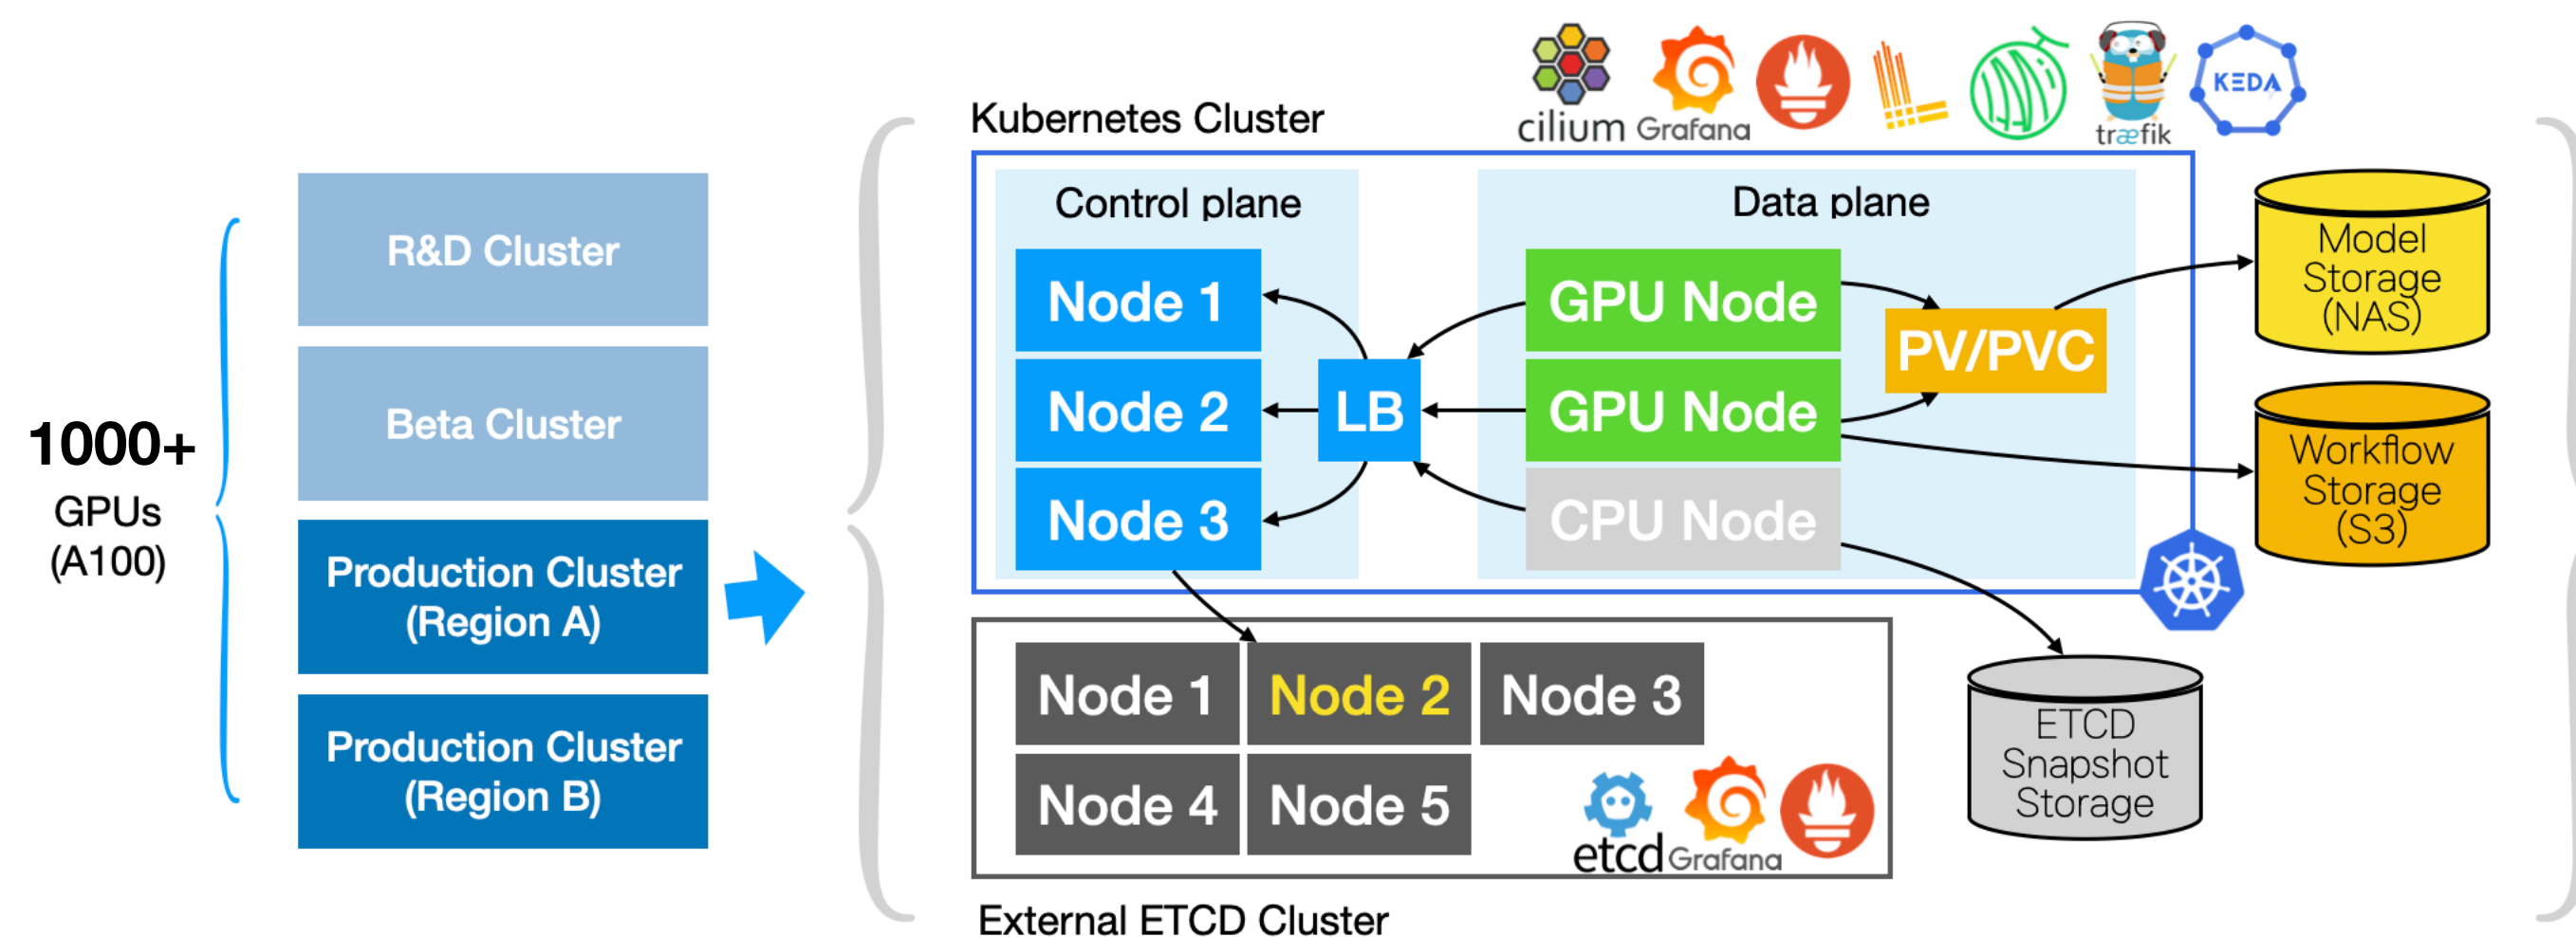 1000+
GPUs
(A100)
R&D Cluster
Beta Cluster
Production Cluster
(Region A)
Production Cluster
(Region B)
Kubernetes Cluster
cilium
Grafana
træfik
KEDA
Control plane
Node 1
Node 2
Node 3
LB
Data plane
GPU Node
GPU Node
CPU Node
PV/PVC
Model
Storage
(NAS)
Workflow
Storage
(S3)
Node 1
Node 2
Node 3
Node 4
Node 5
etcd
Grafana
ETCD
Snapshot
Storage
External ETCD Cluster